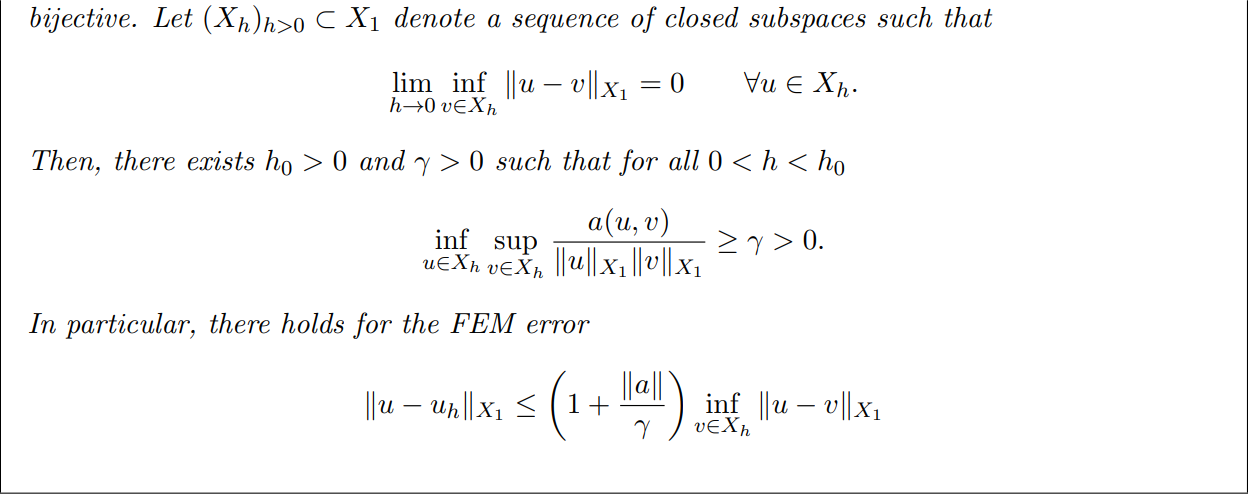 bijective. Let (X_h)_{h>0} ⊂ X_1 denote a sequence of closed subspaces such that
lim_{h→0} inf_{v∈X_h} ‖u − v‖_{X_1} = 0 ∀u ∈ X_h.
Then, there exists h_0 > 0 and γ > 0 such that for all 0 < h < h_0
inf_{u∈X_h} sup_{v∈X_h} a(u, v) / ‖u‖_{X_1}‖v‖_{X_1} ≥ γ > 0.
In particular, there holds for the FEM error
‖u − u_h‖_{X_1} ≤ (1 + ‖a‖/γ) inf_{v∈X_h} ‖u − v‖_{X_1}